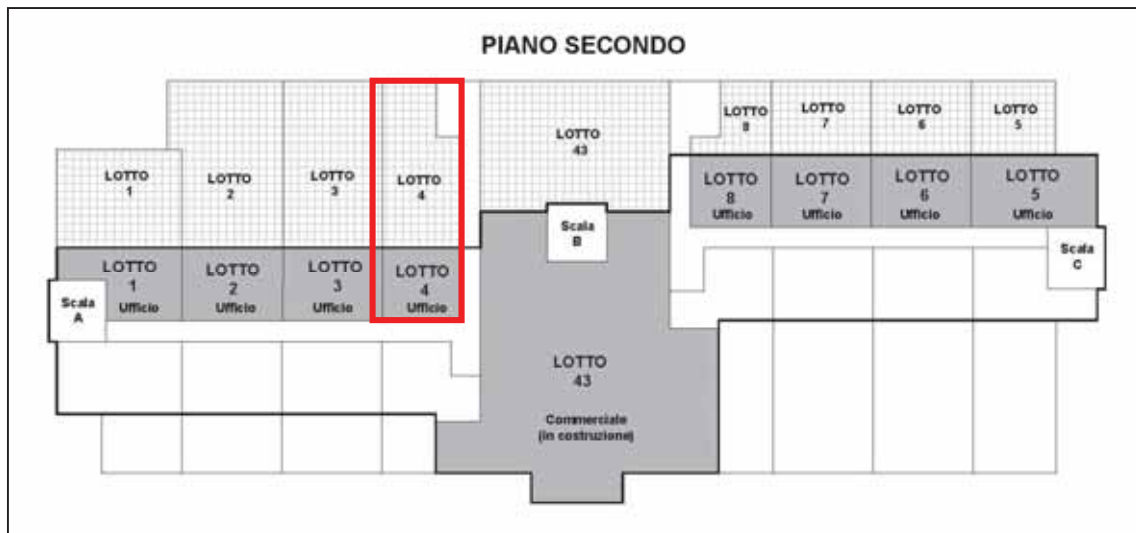 PIANO SECONDO
LOTTO
1
LOTTO
2
LOTTO
3
LOTTO
4
LOTTO
43
LOTTO
8
LOTTO
7
LOTTO
6
LOTTO
5
LOTTO
1
Ufficio
LOTTO
2
Ufficio
LOTTO
3
Ufficio
LOTTO
4
Ufficio
LOTTO
8
Ufficio
LOTTO
7
Ufficio
LOTTO
6
Ufficio
LOTTO
5
Ufficio
Scala
A
Scala
B
Scala
C
LOTTO
43
Commerciale
(in costruzione)